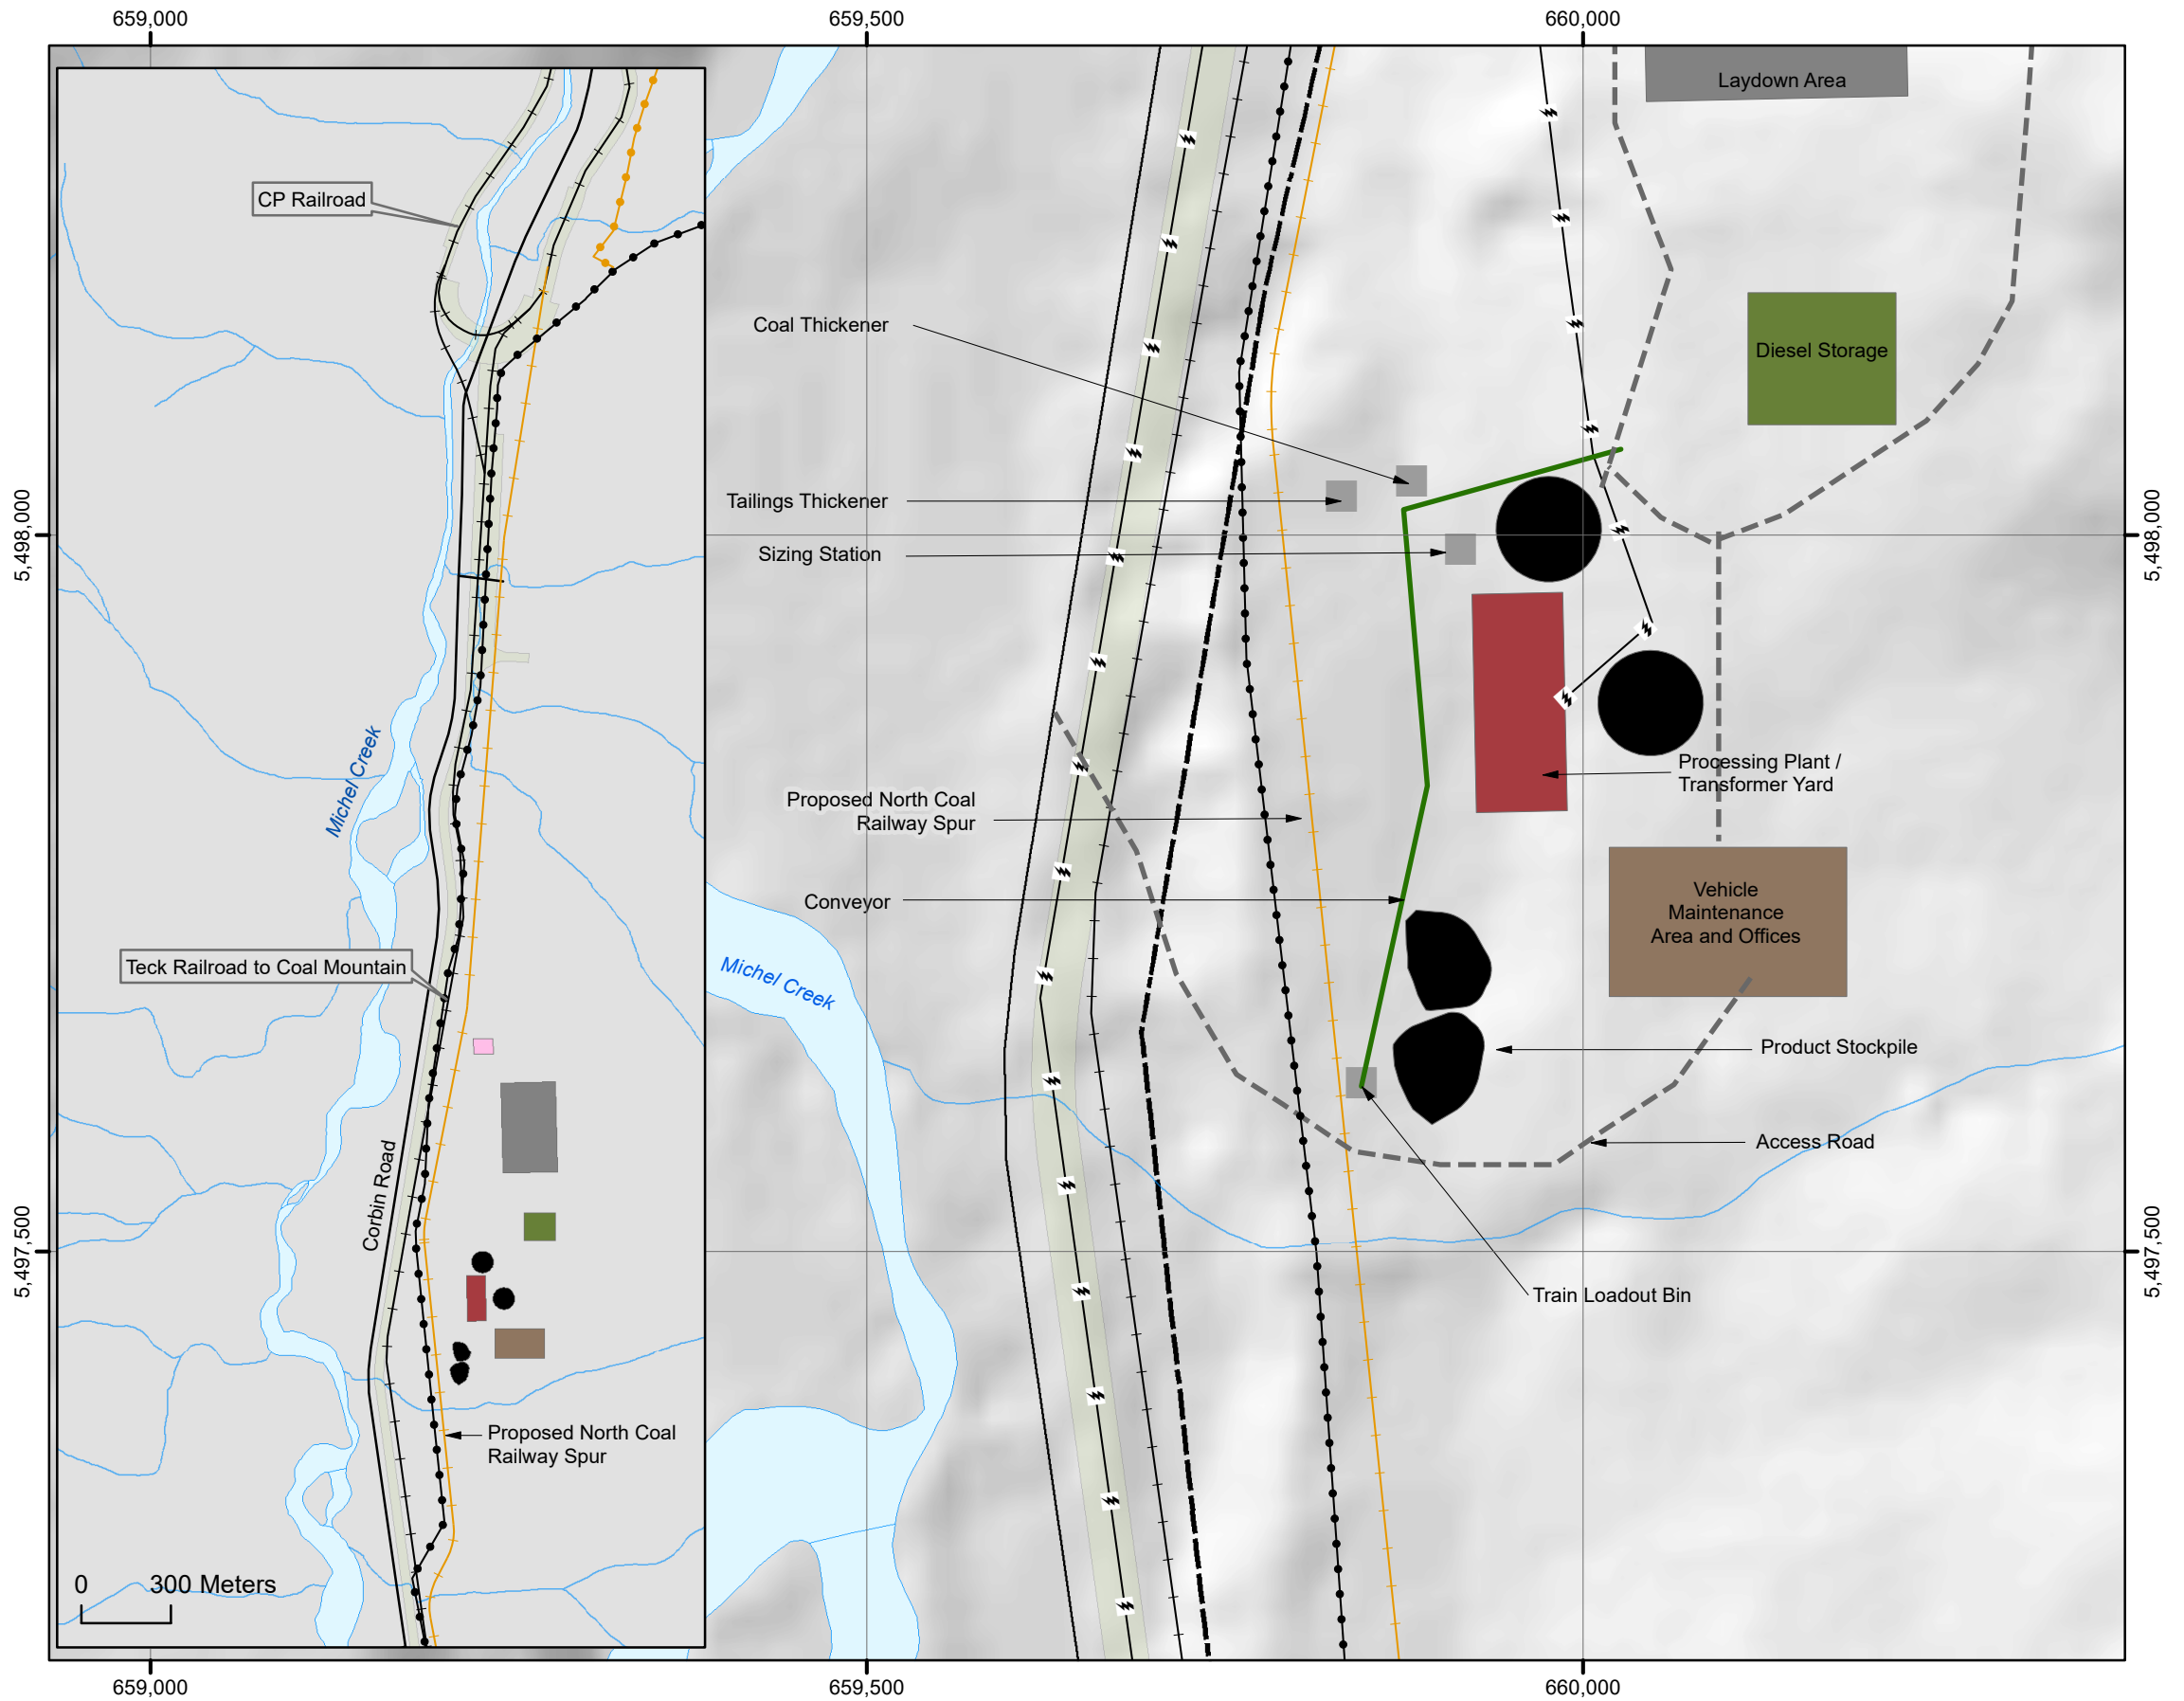 659,000
659,500
660,000
Laydown Area
CP Railroad
Coal Thickener
Diesel Storage
Tailings Thickener
Sizing Station
5,498,000
5,498,000
Michel Creek
Processing Plant /
Transformer Yard
Proposed North Coal
Railway Spur
Conveyor
Vehicle
Maintenance
Area and Offices
Teck Railroad to Coal Mountain
Michel Creek
Product Stockpile
Access Road
Corbin Road
5,497,500
5,497,500
Train Loadout Bin
Proposed North Coal
Railway Spur
0 300 Meters
659,000
659,500
660,000